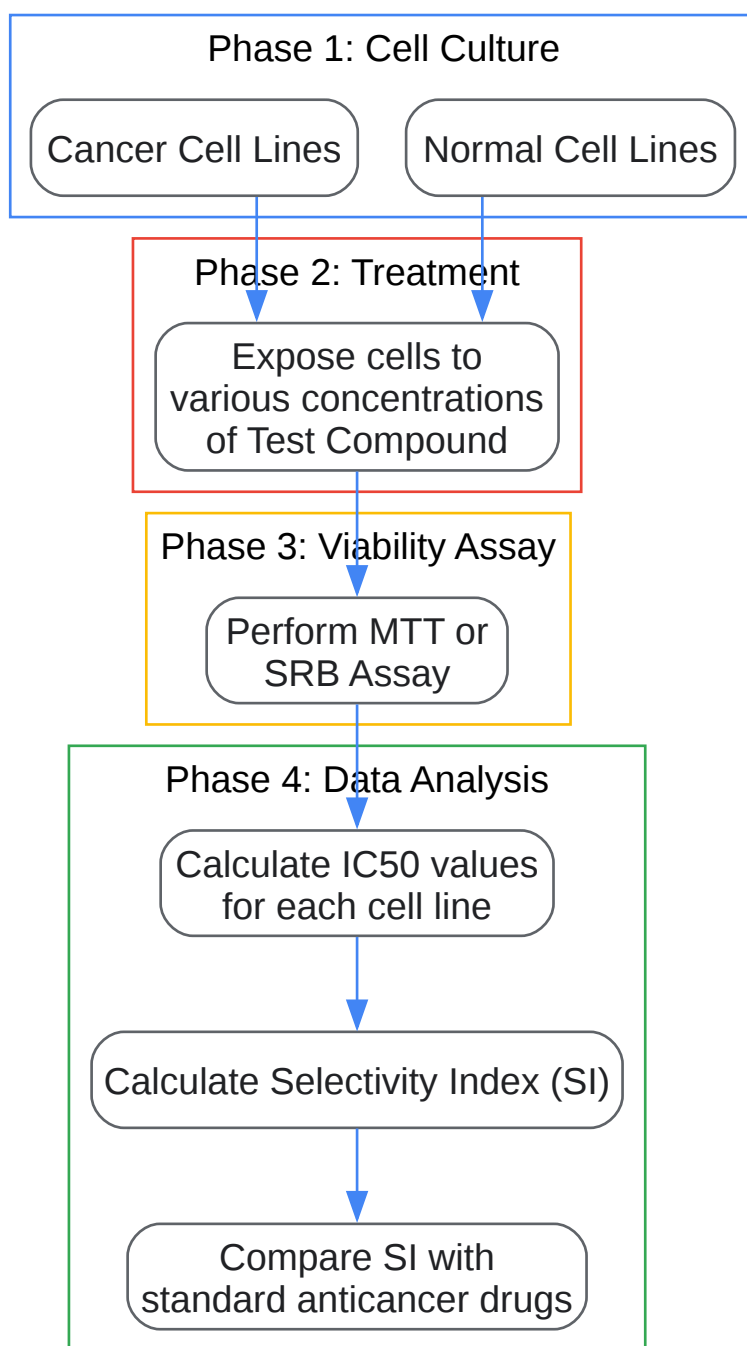 Phase 1: Cell Culture
Cancer Cell Lines
Normal Cell Lines
Phase 2: Treatment
Expose cells to
various concentrations
of Test Compound
Phase 3: Viability Assay
Perform MTT or
SRB Assay
Phase 4: Data Analysis
Calculate IC50 values
for each cell line
Calculate Selectivity Index (SI)
Compare SI with
standard anticancer drugs